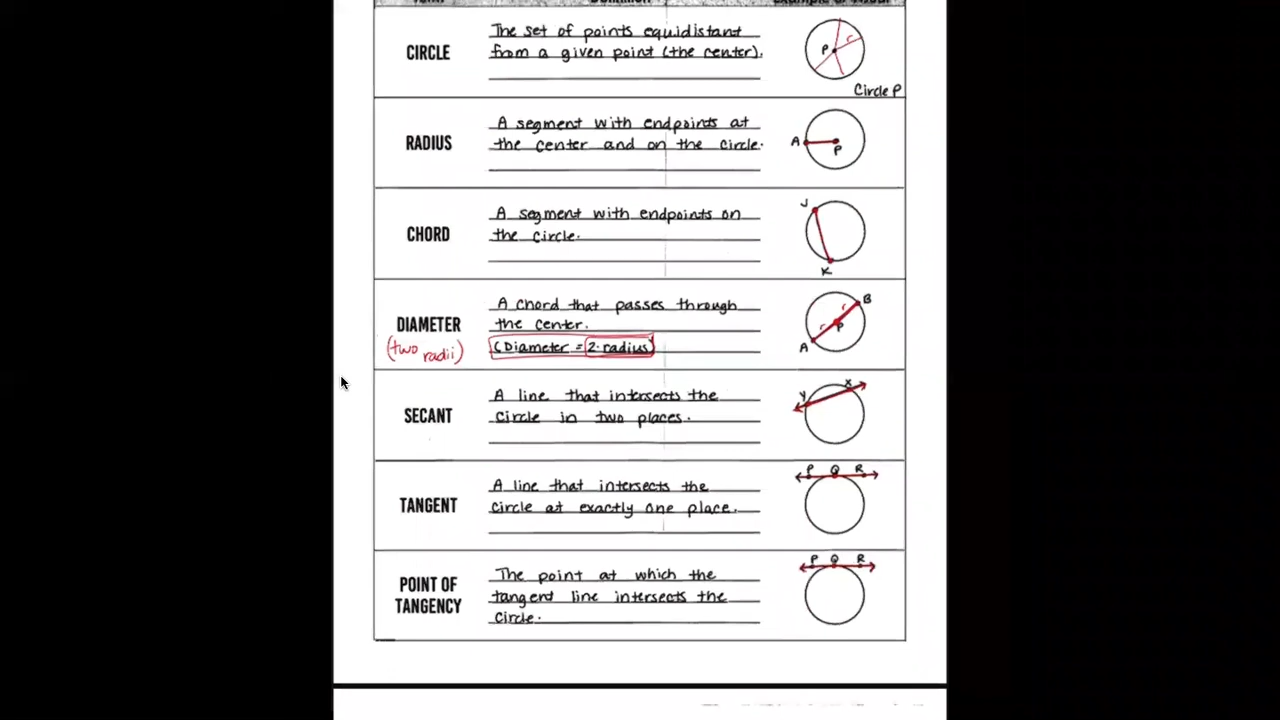 CIRCLE
The set of points equidistant
from a given point (the center).
P
r
Circle P
RADIUS
A segment with endpoints at
the center and on the circle.
A
P
CHORD
A segment with endpoints on
the circle.
J
K
DIAMETER
(two radii)
A chord that passes through
the center.
(Diameter = 2·radius)
r
B
r
P
A
SECANT
A line that intersects the
circle in two places.
Y
X
TANGENT
A line that intersects the
circle at exactly one place.
P Q R
POINT OF
TANGENCY
The point at which the
tangent line intersects the
circle.
P Q R